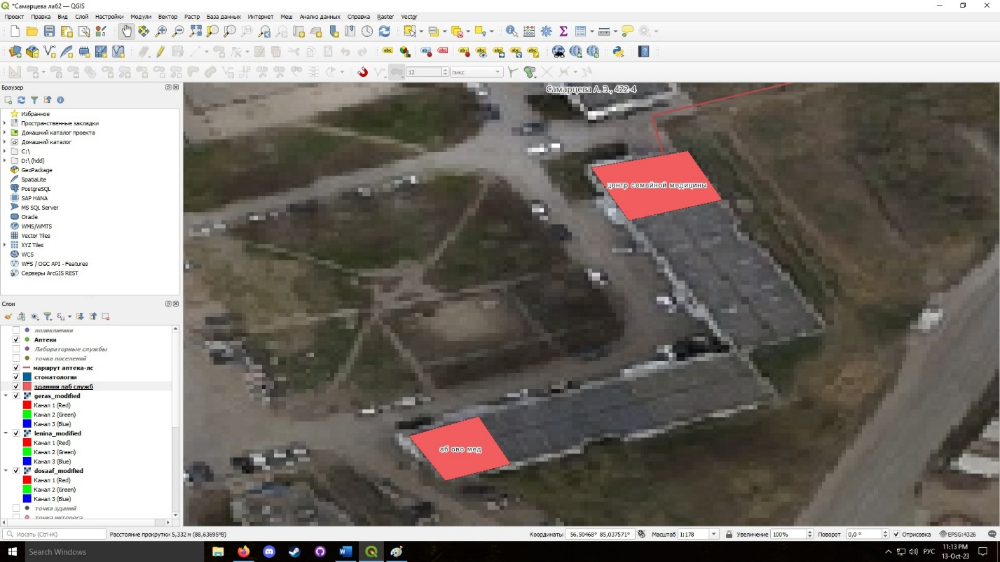 *Самарцева лаб2 — QGIS
Проект Правка Вид Слой Настройки Модули Вектор Растр База данных Интернет Меш Анализ данных Справка Raster Vector
12 пикс
Браузер
Избранное
Пространственные закладки
Домашний каталог проекта
Домашний каталог
C:\
D:\ (hdd)
GeoPackage
SpatiaLite
PostgreSQL
SAP HANA
MS SQL Server
Oracle
WMS/WMTS
Vector Tiles
XYZ Tiles
WCS
WFS / OGC API - Features
Серверы ArcGIS REST
Слои
поликлиники
Аптеки
Лабораторные службы
точка поселений
маршрут аптека-лс
стоматологии
зданиия лаб служб
geras_modified
Канал 1 (Red)
Канал 2 (Green)
Канал 3 (Blue)
lenina_modified
Канал 1 (Red)
Канал 2 (Green)
Канал 3 (Blue)
dosaaf_modified
Канал 1 (Red)
Канал 2 (Green)
Канал 3 (Blue)
точка зданий
точка интереса
Самарцева А. Э., 422-4
центр семейной медицины
аб ово мед
Искать (Ctrl+K) Расстояние прокрутки 5,332 м (88,63695°В) Координаты 56,50468° 85,037571° Масштаб 1:178 Увеличение 100% Поворот 0,0 ° Отрисовка EPSG:4326
Search Windows
РУС
11:13 PM
13-Oct-23